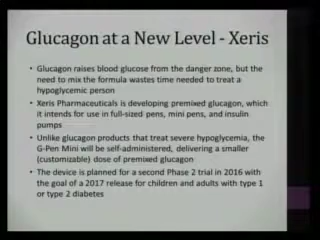 Glucagon at a New Level - Xeris
• Glucagon raises blood glucose from the danger zone, but the
need to mix the formula wastes time needed to treat a
hypoglycemic person
• Xeris Pharmaceuticals is developing premixed glucagon, which
it intends for use in full-sized pens, mini pens, and insulin
pumps
• Unlike glucagon products that treat severe hypoglycemia, the
G-Pen Mini will be self-administered, delivering a smaller
(customizable) dose of premixed glucagon
• The device is planned for a second Phase 2 trial in 2016 with
the goal of a 2017 release for children and adults with type 1
or type 2 diabetes